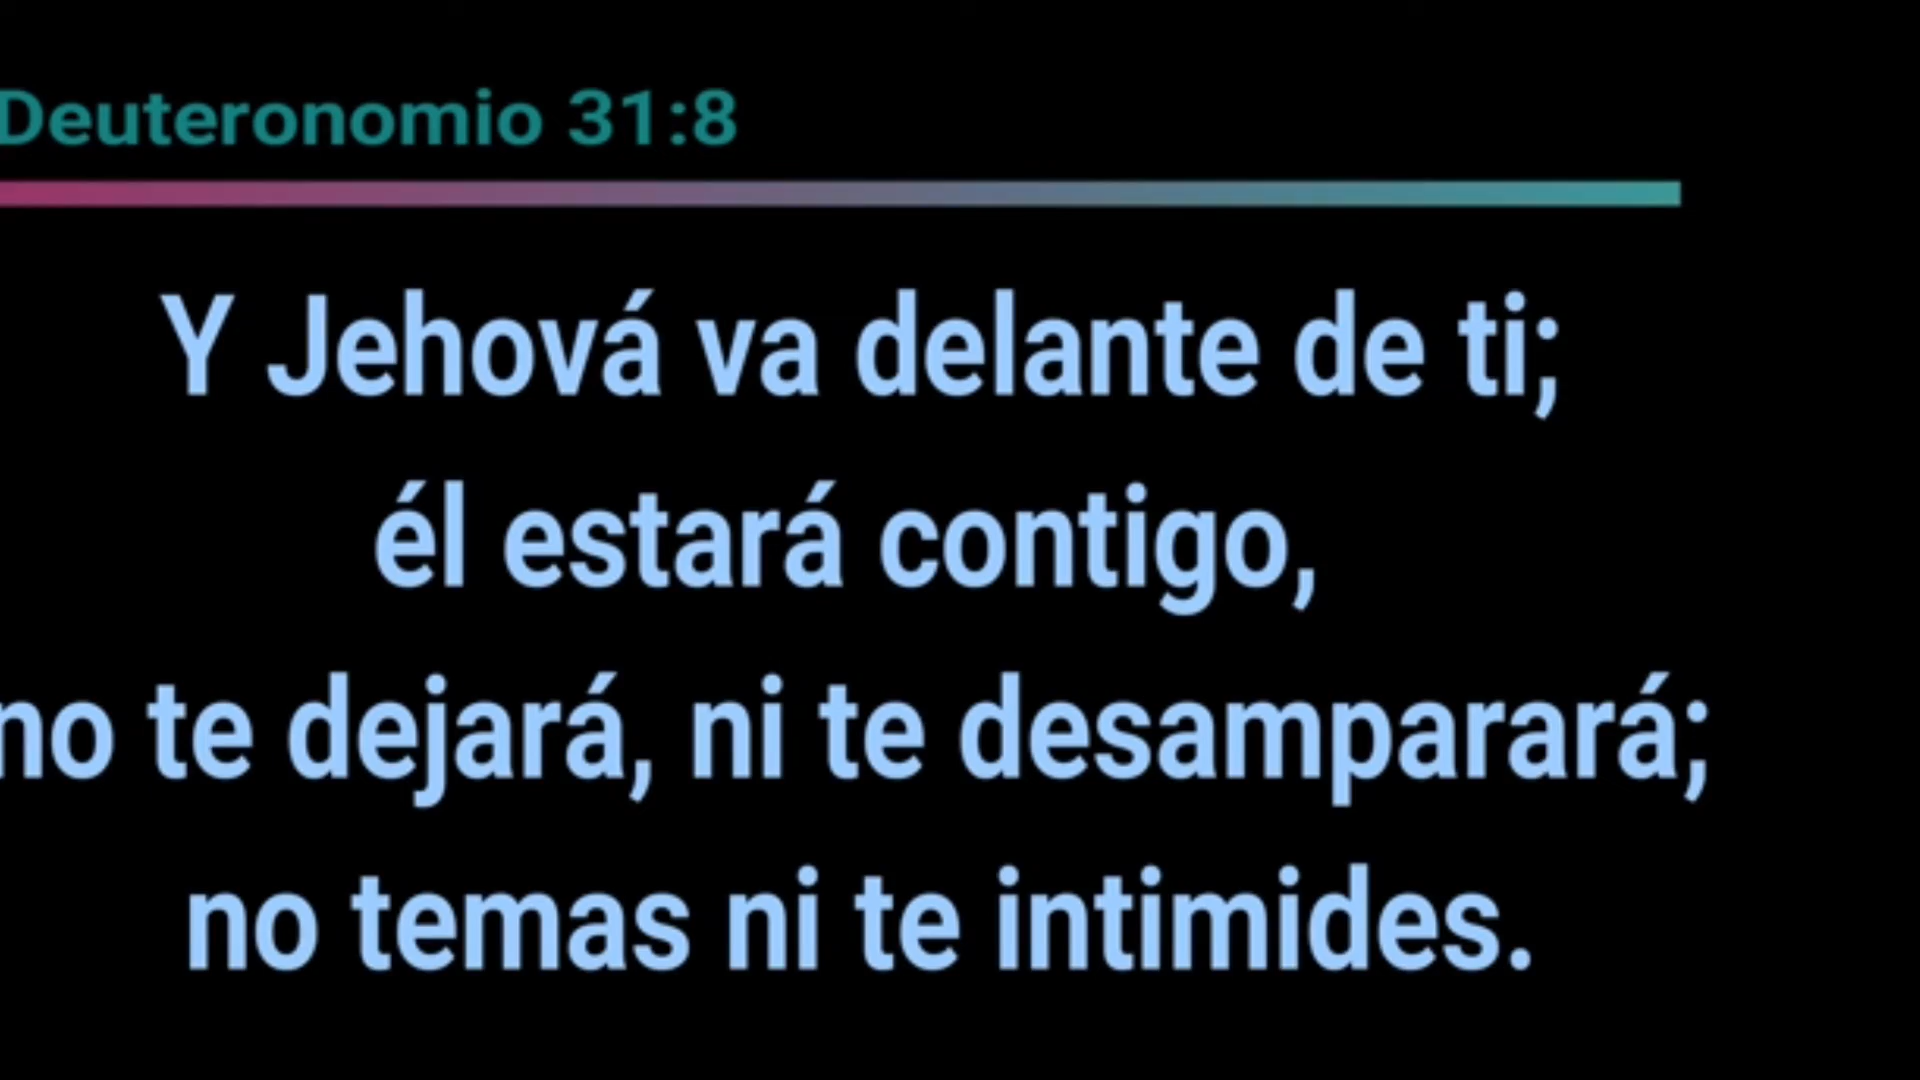 Deuteronomio 31:8
Y Jehová va delante de ti;
él estará contigo,
no te dejará, ni te desamparará;
no temas ni te intimides.